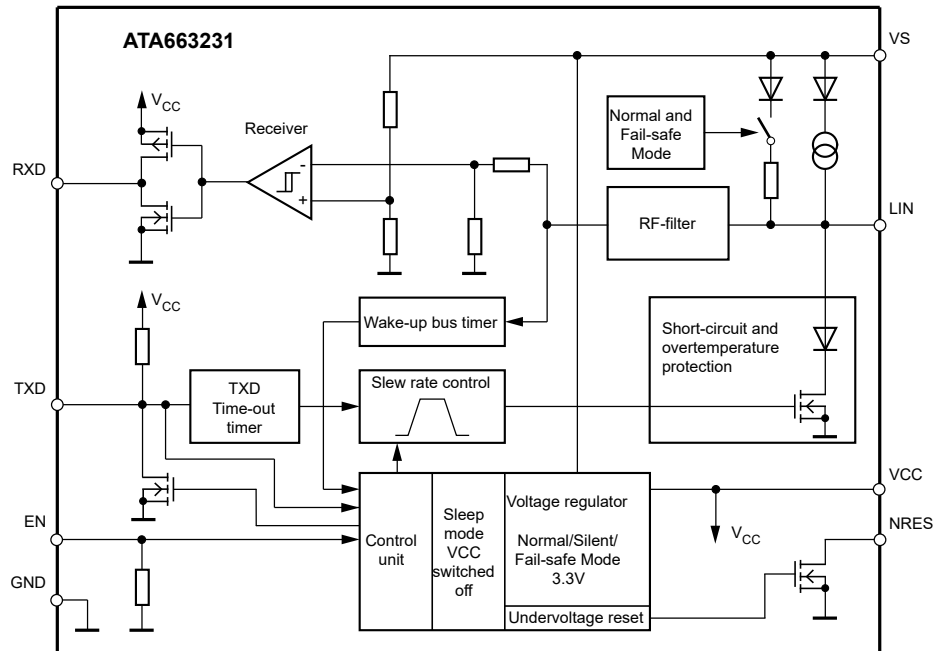 ATA663231
VS
VCC
Receiver
Normal and
Fail-safe
Mode
RXD
-
+
LIN
RF-filter
VCC
Wake-up bus timer
Short-circuit and
overtemperature
protection
TXD
TXD
Time-out
timer
Slew rate control
VCC
EN
Control
unit
Sleep
mode
VCC
switched
off
Voltage regulator
Normal/Silent/
Fail-safe Mode
3.3V
Undervoltage reset
VCC
NRES
GND